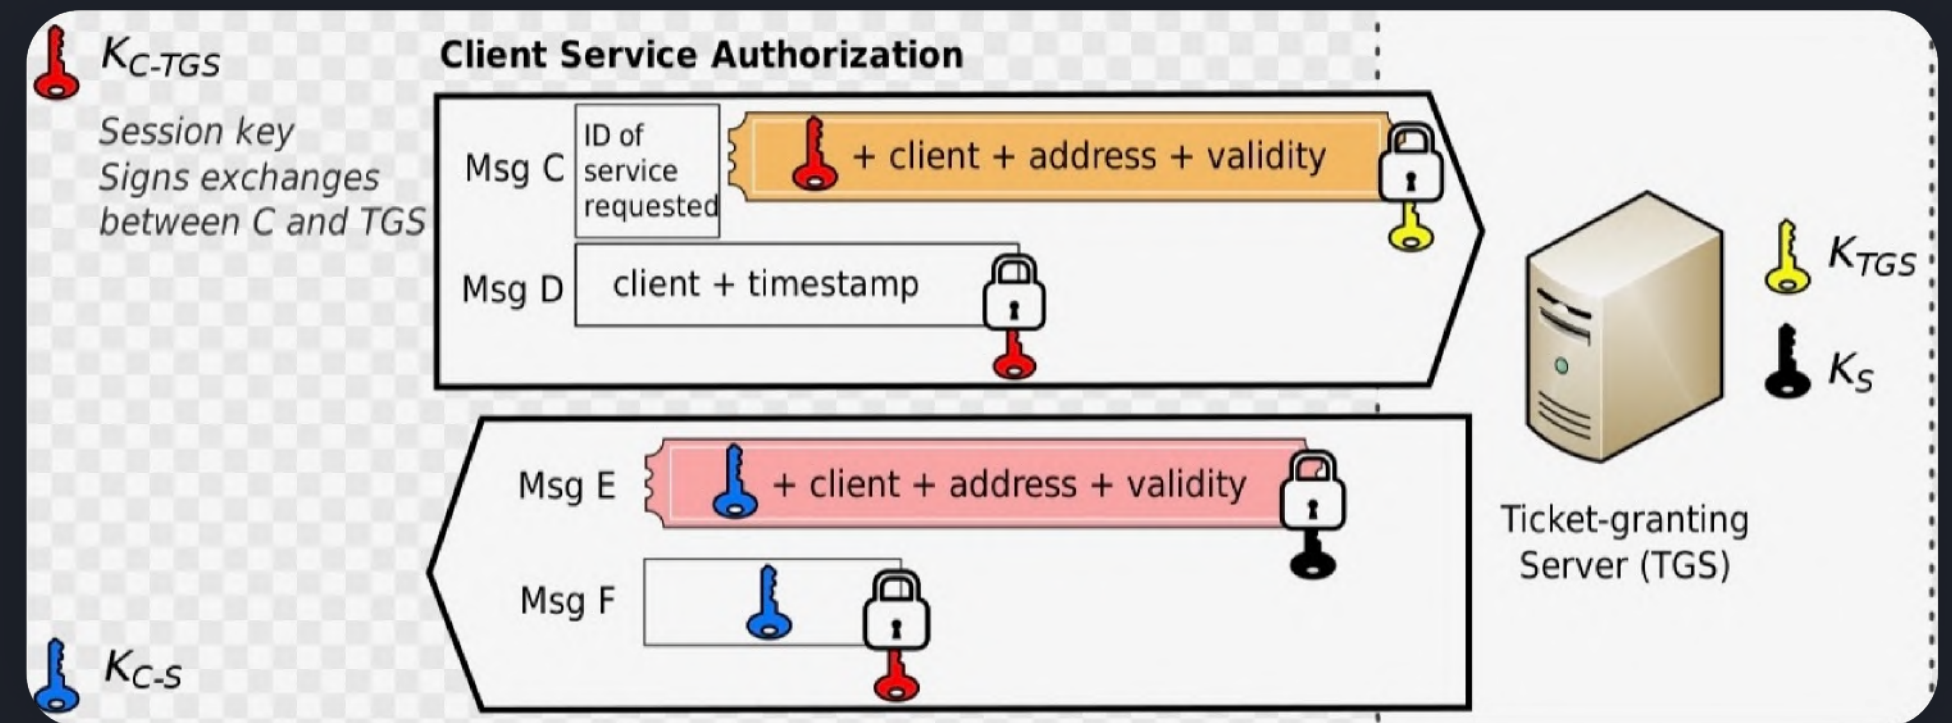 K_C-TGS
Session key
Signs exchanges
between C and TGS
Client Service Authorization
Msg C
ID of
service
requested
+ client + address + validity
Msg D
client + timestamp
Msg E
+ client + address + validity
Msg F
K_TGS
K_S
Ticket-granting
Server (TGS)
K_C-S